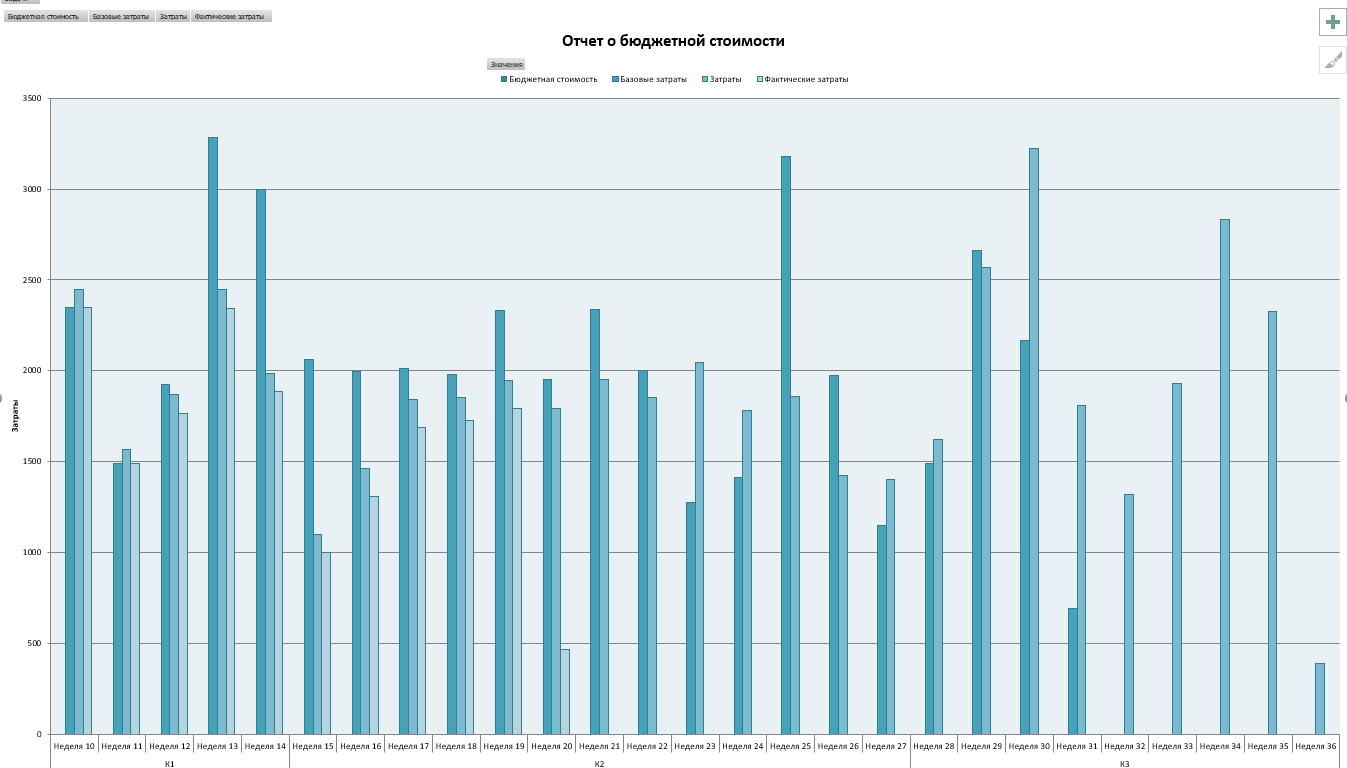 Бюджетная стоимость Базовые затраты Затраты Фактические затраты
Отчет о бюджетной стоимости
Значения
Бюджетная стоимость Базовые затраты Затраты Фактические затраты
3500
3000
2500
2000
1500
1000
500
0
Затраты
Неделя 10 Неделя 11 Неделя 12 Неделя 13 Неделя 14 Неделя 15 Неделя 16 Неделя 17 Неделя 18 Неделя 19 Неделя 20 Неделя 21 Неделя 22 Неделя 23 Неделя 24 Неделя 25 Неделя 26 Неделя 27 Неделя 28 Неделя 29 Неделя 30 Неделя 31 Неделя 32 Неделя 33 Неделя 34 Неделя 35 Неделя 36
К1 К2 К3